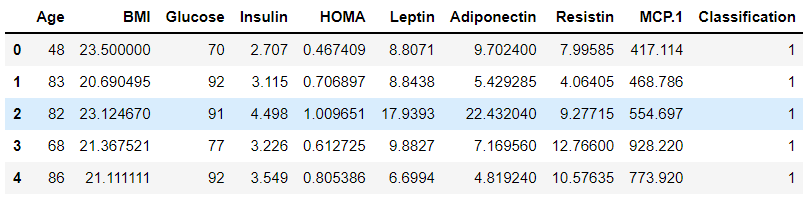 Age BMI Glucose Insulin HOMA Leptin Adiponectin Resistin MCP.1 Classification
0 48 23.500000 70 2.707 0.467409 8.8071 9.702400 7.99585 417.114 1
1 83 20.690495 92 3.115 0.706897 8.8438 5.429285 4.06405 468.786 1
2 82 23.124670 91 4.498 1.009651 17.9393 22.432040 9.27715 554.697 1
3 68 21.367521 77 3.226 0.612725 9.8827 7.169560 12.76600 928.220 1
4 86 21.111111 92 3.549 0.805386 6.6994 4.819240 10.57635 773.920 1